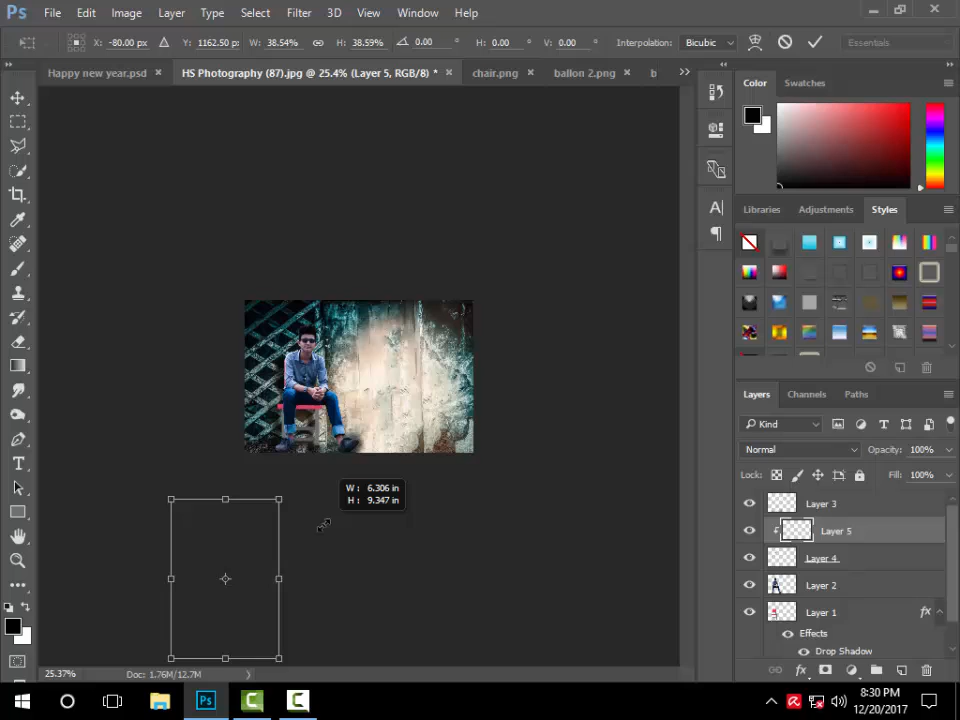 Ps File Edit Image Layer Type Select Filter 3D View Window Help
X: -80.00 px Y: 1162.50 p: W: 38.54% H: 38.59% 0.00 ° H: 0.00 ° V: 0.00 ° Interpolation: Bicubic Essentials
Happy new year.psd × HS Photography (87).jpg @ 25.4% (Layer 5, RGB/8) * × chair.png × ballon 2.png × b
Color Swatches
Libraries Adjustments Styles
W : 6.306 in
H : 9.347 in
Layers Channels Paths
Kind
Normal Opacity: 100%
Lock: Fill: 100%
Layer 3
Layer 5
Layer 4
Layer 2
Layer 1 fx
Effects
Drop Shadow
25.37% Doc: 1.76M/12.7M
8:30 PM
12/20/2017